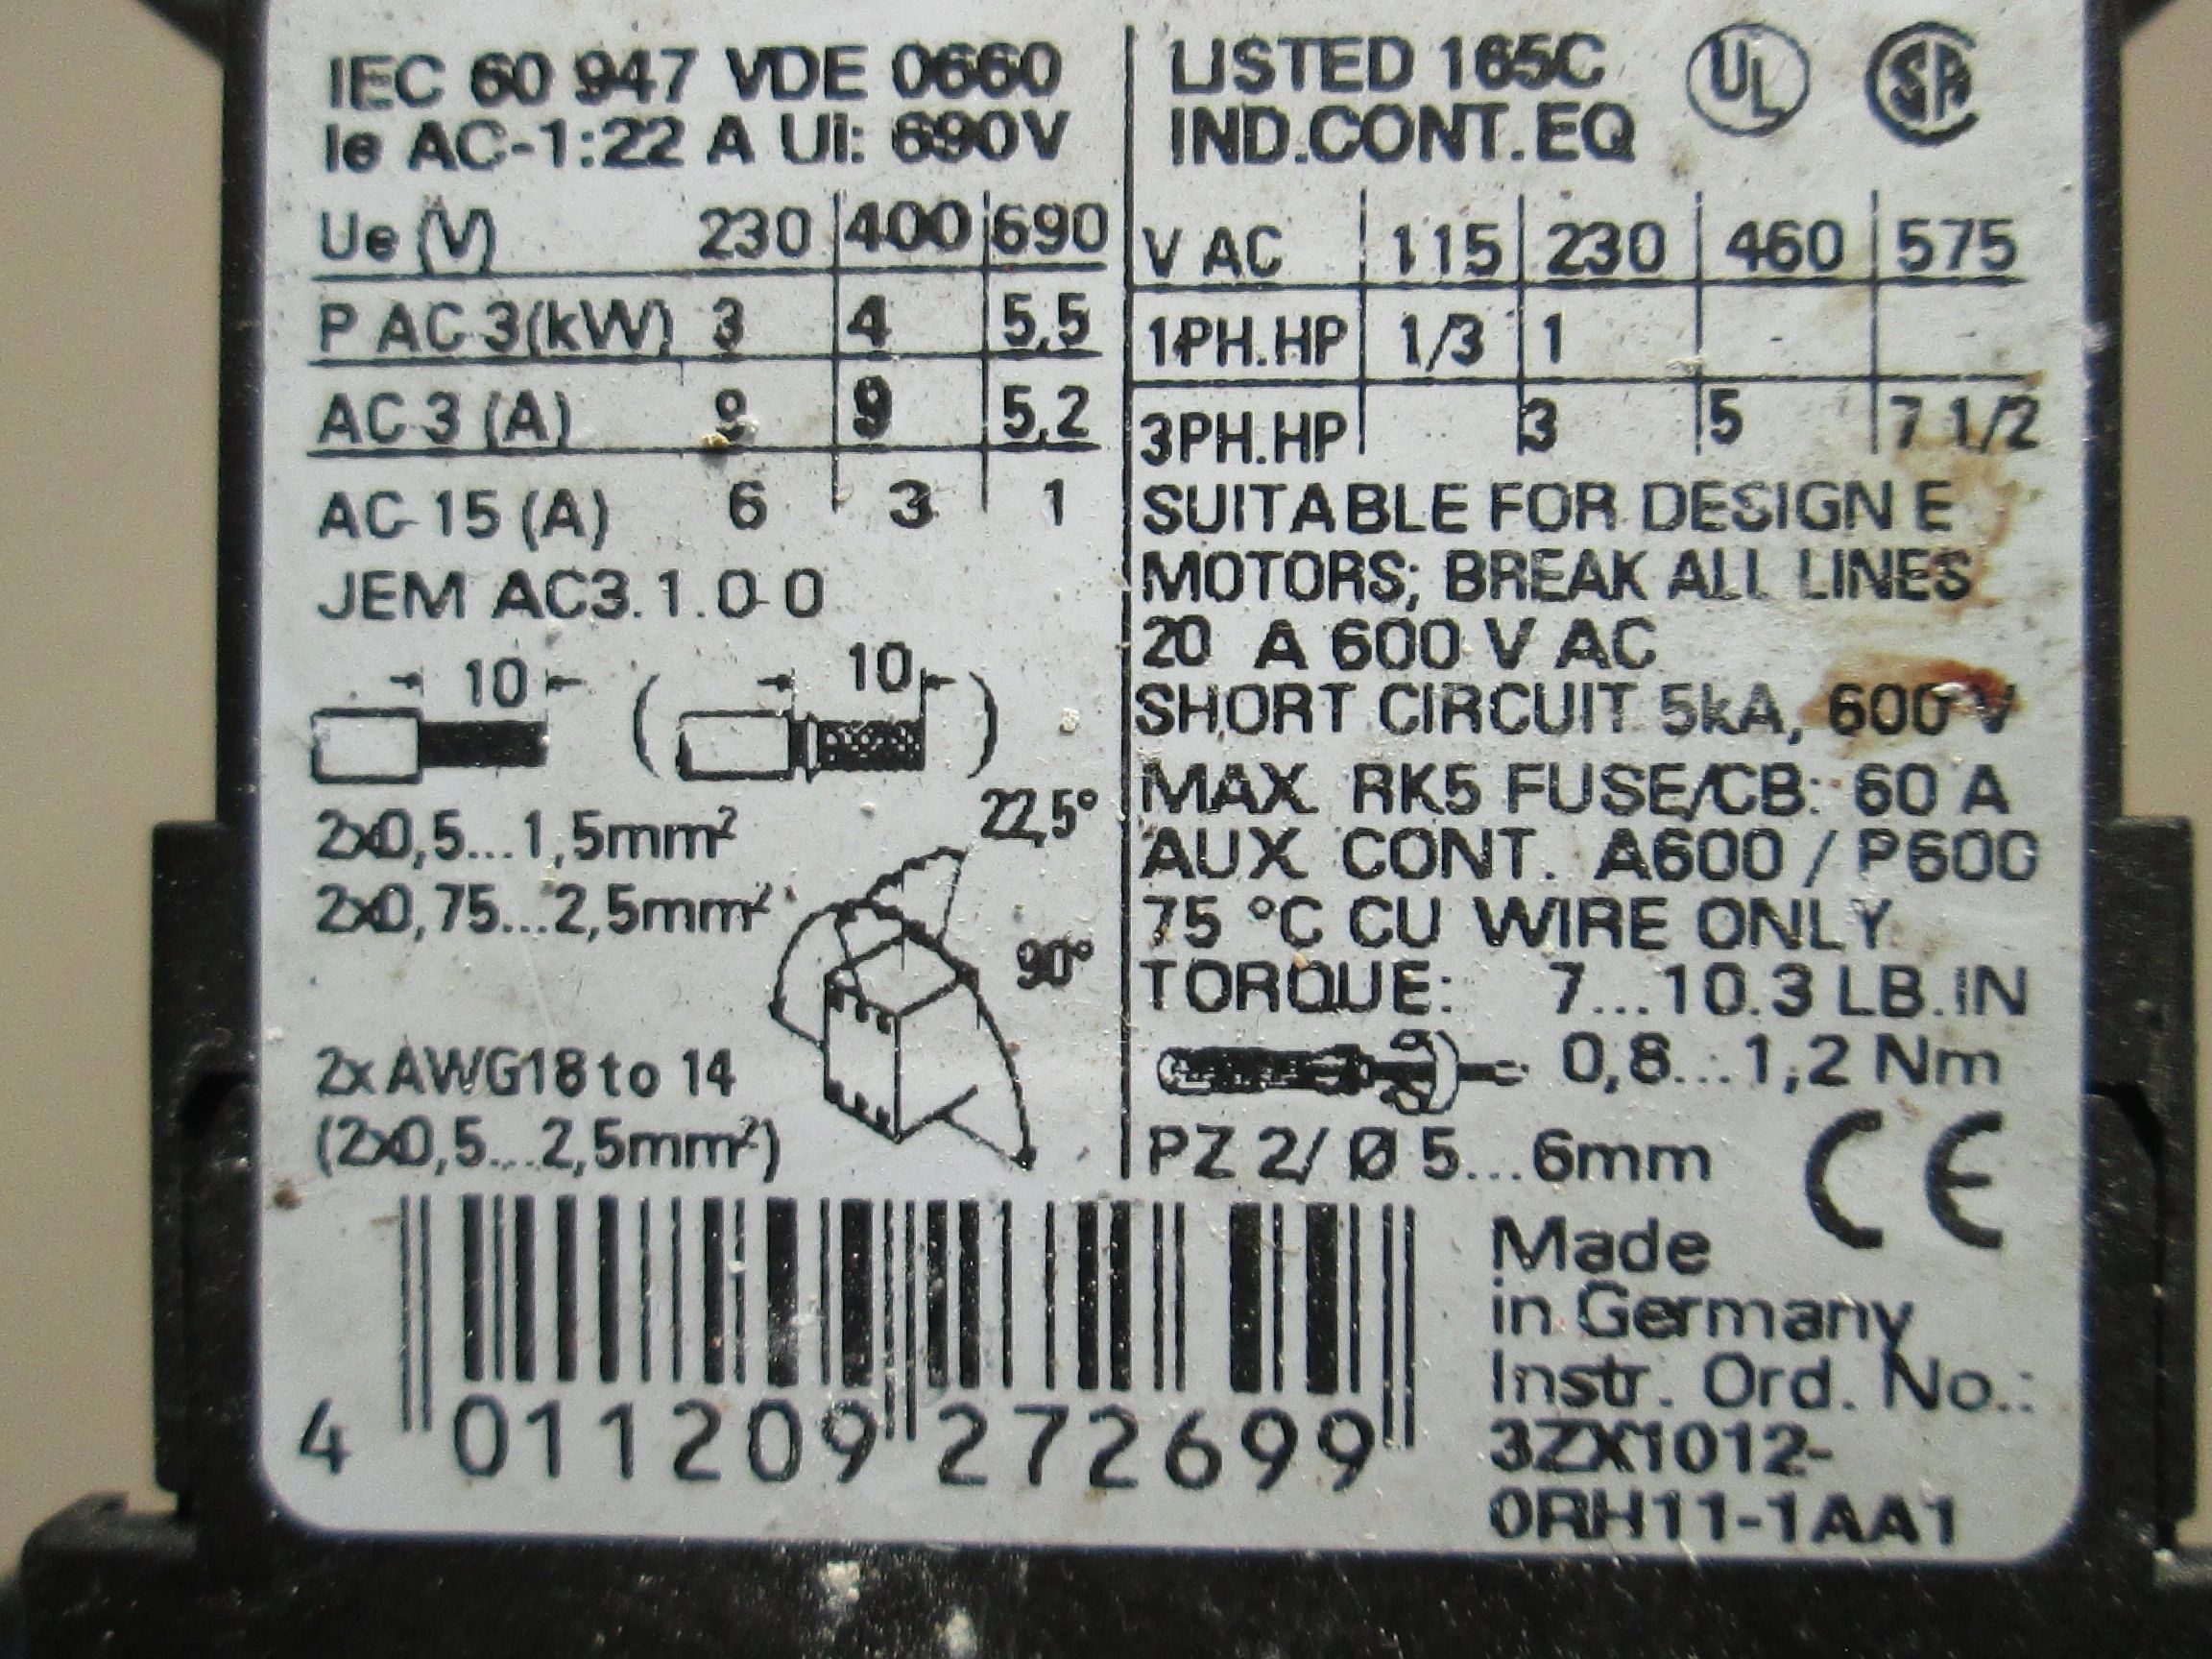 IEC 60 947 VDE 0660
Ie AC-1:22 A Ui: 690V
Ue (V) 230 400 690
P AC 3(kW) 3 4 5,5
AC 3 (A) 9 9 5,2
AC 15 (A) 6 3 1
JEM AC3.1.0-0
10 ( 10 )
2x0,5...1,5mm²
22,5°
2x0,75...2,5mm²
90°
2x AWG18 to 14
(2x0,5...2,5mm²)
LISTED 165C UL SA
IND.CONT.EQ
V AC 115 230 460 575
1PH.HP 1/3 1 - -
3PH.HP 3 5 7 1/2
SUITABLE FOR DESIGN E
MOTORS; BREAK ALL LINES
20 A 600 V AC
SHORT CIRCUIT 5kA, 600 V
MAX. RK5 FUSE/CB: 60 A
AUX. CONT. A600 / P600
75 °C CU WIRE ONLY
TORQUE: 7...10.3 LB.IN
0,8...1,2 Nm
PZ 2/ Ø 5...6mm
CE
Made
in Germany
Instr. Ord. No.:
3ZX1012-
0RH11-1AA1
4 011209 272699